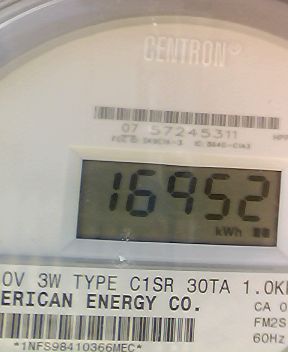 CENTRON®
07 57245311
16952
kWh
0V 3W TYPE C1SR 30TA 1.0K
ERICAN ENERGY CO.
CA 0
FM2S
60Hz
*1NFS98410366MEC*